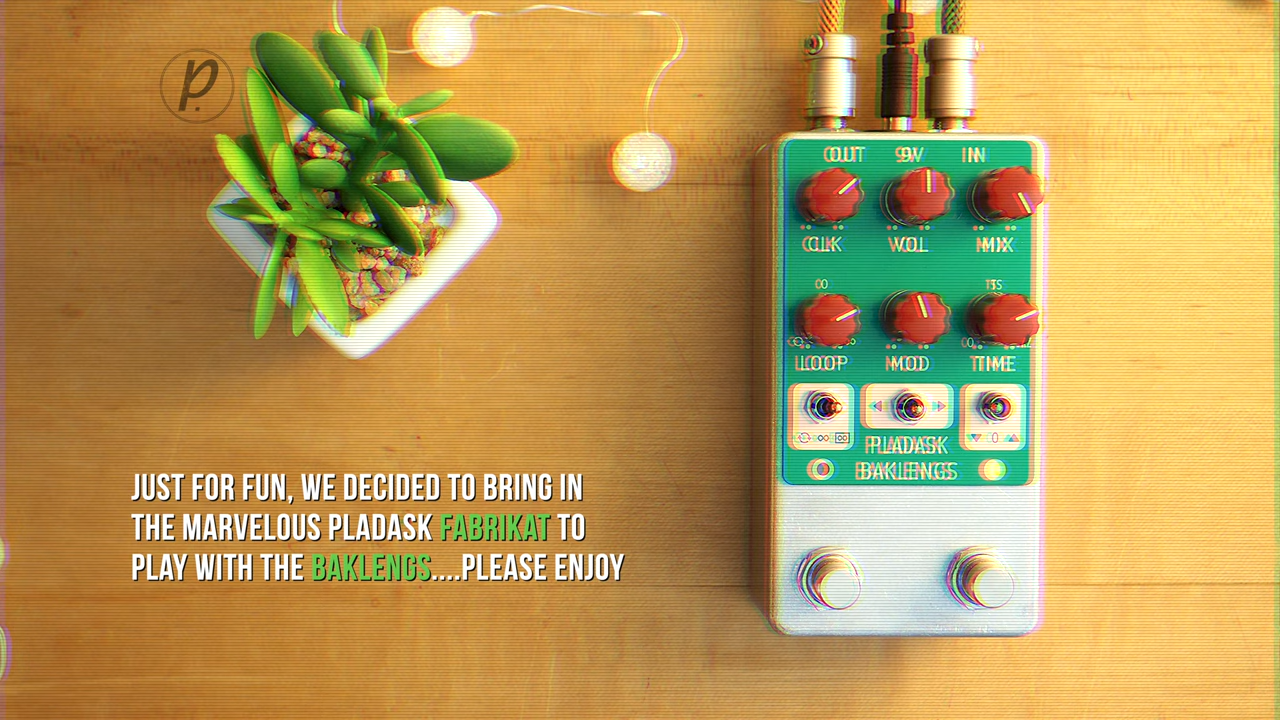 p.
OUT 9V IN
CLK VOL MIX
LOOP MOD TIME
0
PLADASK
BAKLENGS
JUST FOR FUN, WE DECIDED TO BRING IN
THE MARVELOUS PLADASK FABRIKAT TO
PLAY WITH THE BAKLENGS....PLEASE ENJOY